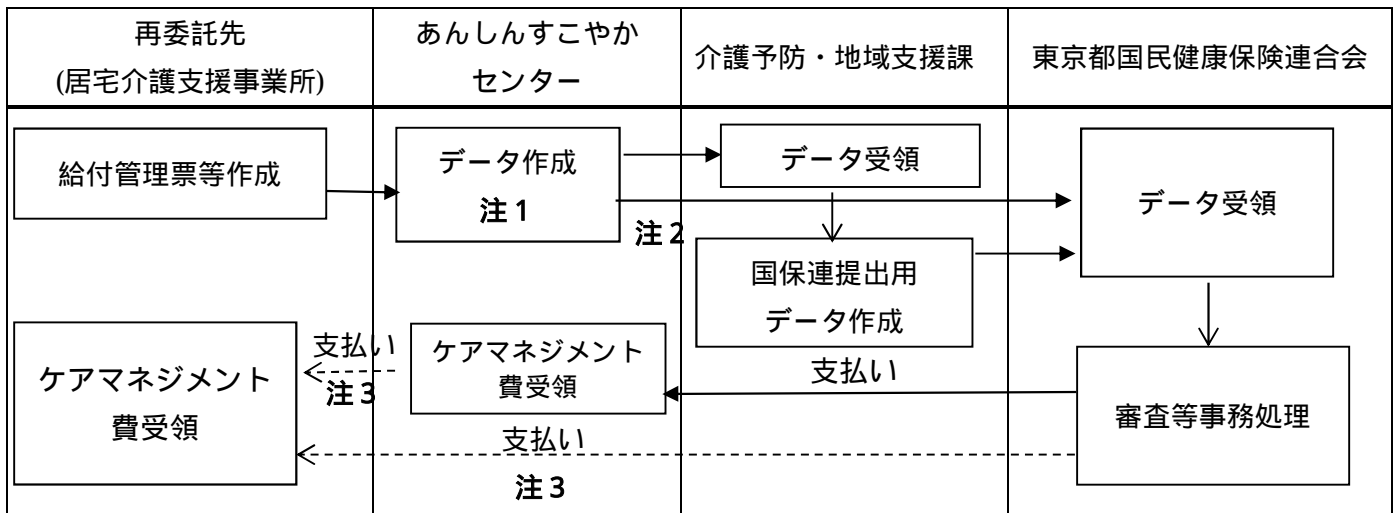 再委託先
(居宅介護支援事業所)
あんしんすこやか
センター
介護予防・地域支援課
東京都国民健康保険連合会
給付管理票等作成
データ作成
注１
データ受領
注２
国保連提出用
データ作成
データ受領
ケアマネジメント
費受領
支払い
注３
ケアマネジメント
費受領
支払い
審査等事務処理
支払い
注３